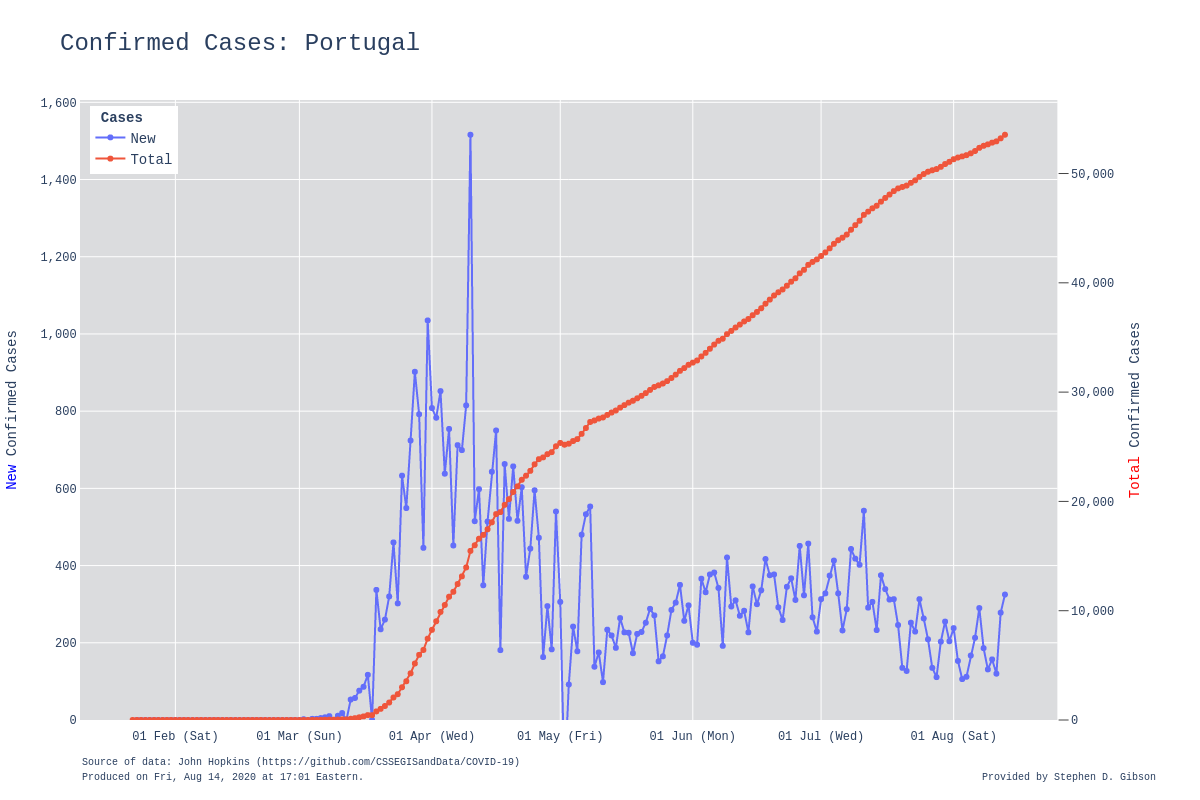 Confirmed Cases: Portugal
Cases
New
Total
1,600
1,400
1,200
1,000
800
600
400
200
0
50,000
40,000
30,000
20,000
10,000
0
New Confirmed Cases
Total Confirmed Cases
01 Feb (Sat) 01 Mar (Sun) 01 Apr (Wed) 01 May (Fri) 01 Jun (Mon) 01 Jul (Wed) 01 Aug (Sat)
Source of data: John Hopkins (https://github.com/CSSEGISandData/COVID-19)
Produced on Fri, Aug 14, 2020 at 17:01 Eastern.
Provided by Stephen D. Gibson